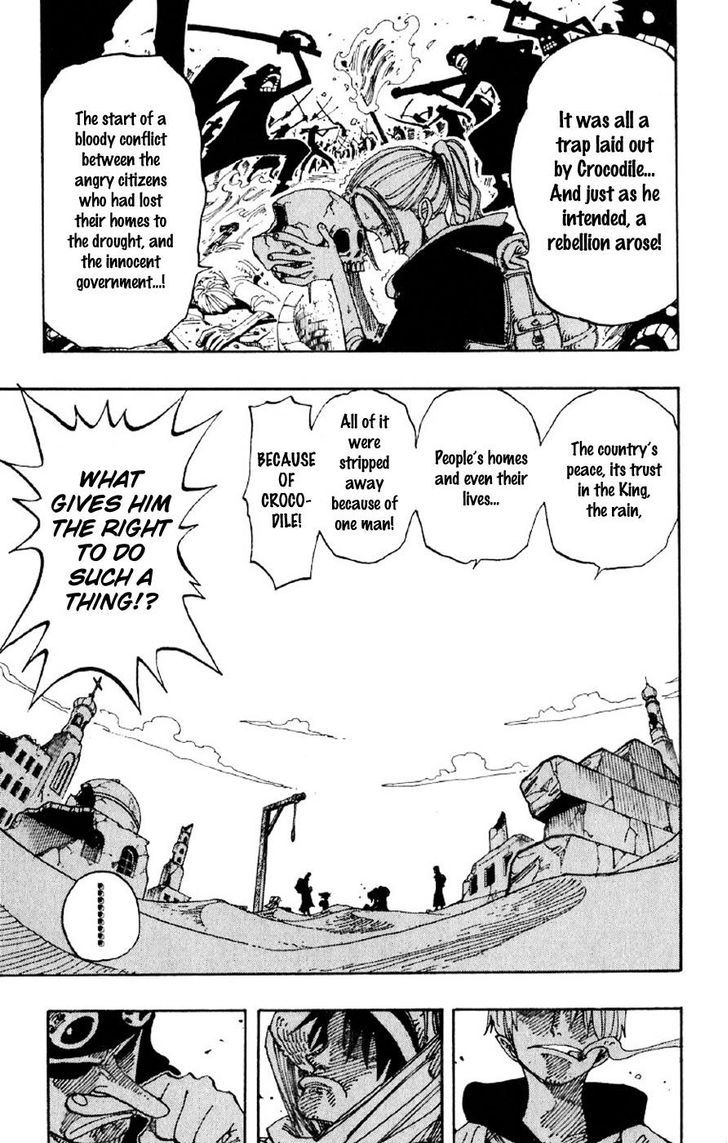 It was all a
trap laid out
by Crocodile...
And just as he
intended, a
rebellion arose!
The start of a
bloody conflict
between the
angry citizens
who had lost
their homes to
the drought, and
the innocent
government...!
The country's
peace, its trust
in the King,
the rain,
People's homes
and even their
lives...
All of it
were
stripped
away
because of
one man!
BECAUSE
OF
CROCO-
DILE!
WHAT
GIVES HIM
THE RIGHT
TO DO
SUCH A
THING!?
.........